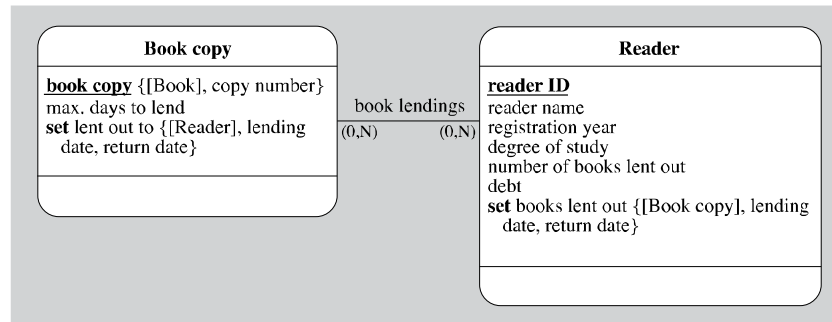 Book copy
book copy {[Book], copy number}
max. days to lend
set lent out to {[Reader], lending
date, return date}
book lendings
(0,N)
(0,N)
Reader
reader ID
reader name
registration year
degree of study
number of books lent out
debt
set books lent out {[Book copy], lending
date, return date}